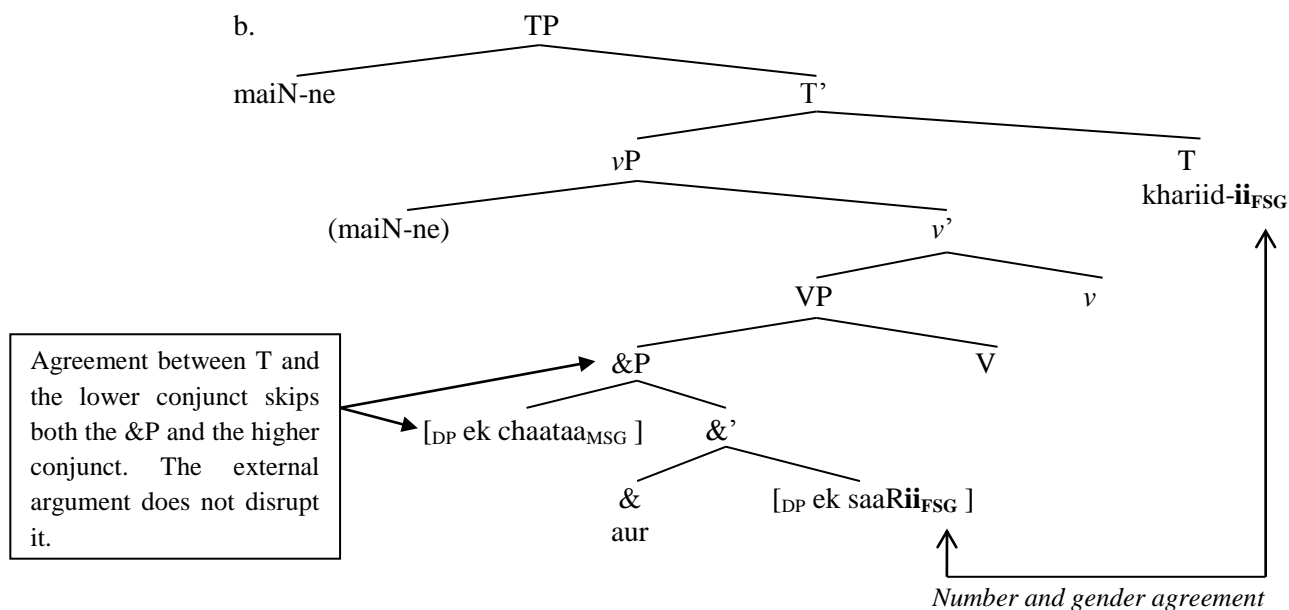 b. TP
maiN-ne T’
vP T
khariid-ii_FSG
(maiN-ne) v’
VP v
Agreement between T and
the lower conjunct skips
both the &P and the higher
conjunct. The external
argument does not disrupt
it.
&P V
[DP ek chaataaMSG ] &’
& [DP ek saaRiiFSG ]
aur
Number and gender agreement